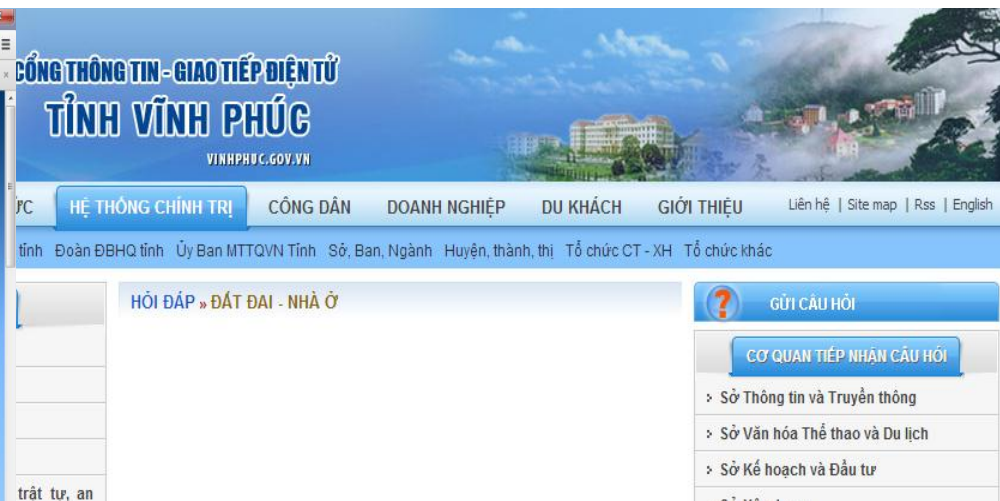 CỔNG THÔNG TIN - GIAO TIẾP ĐIỆN TỬ
TỈNH VĨNH PHÚC
VINHPHUC.GOV.VN
ỨC HỆ THỐNG CHÍNH TRỊ CÔNG DÂN DOANH NGHIỆP DU KHÁCH GIỚI THIỆU Liên hệ | Site map | Rss | English
tỉnh Đoàn ĐBHQ tỉnh Ủy Ban MTTQVN Tỉnh Sở, Ban, Ngành Huyện, thành, thị Tổ chức CT - XH Tổ chức khác
HỎI ĐÁP » ĐẤT ĐAI - NHÀ Ở
GỬI CÂU HỎI
CƠ QUAN TIẾP NHẬN CÂU HỎI
Sở Thông tin và Truyền thông
Sở Văn hóa Thể thao và Du lịch
Sở Kế hoạch và Đầu tư
trật tự, an